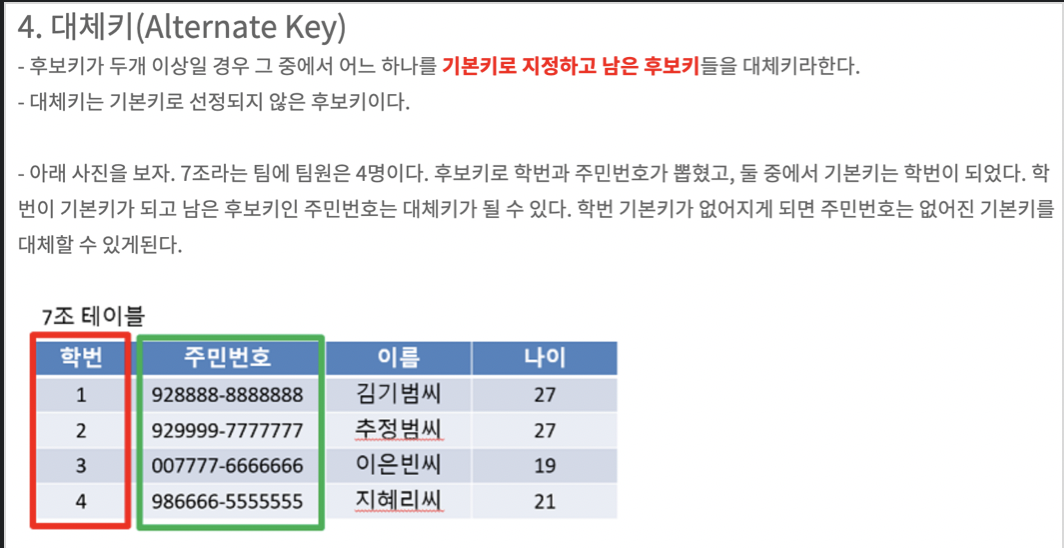 4. 대체키(Alternate Key)
- 후보키가 두개 이상일 경우 그 중에서 어느 하나를 기본키로 지정하고 남은 후보키들을 대체키라한다.
- 대체키는 기본키로 선정되지 않은 후보키이다.
- 아래 사진을 보자. 7조라는 팀에 팀원은 4명이다. 후보키로 학번과 주민번호가 뽑혔고, 둘 중에서 기본키는 학번이 되었다. 학
번이 기본키가 되고 남은 후보키인 주민번호는 대체키가 될 수 있다. 학번 기본키가 없어지게 되면 주민번호는 없어진 기본키를
대체할 수 있게된다.
7조 테이블
학번 주민번호 이름 나이
1 928888-8888888 김기범씨 27
2 929999-7777777 추정범씨 27
3 007777-6666666 이은빈씨 19
4 986666-5555555 지혜리씨 21